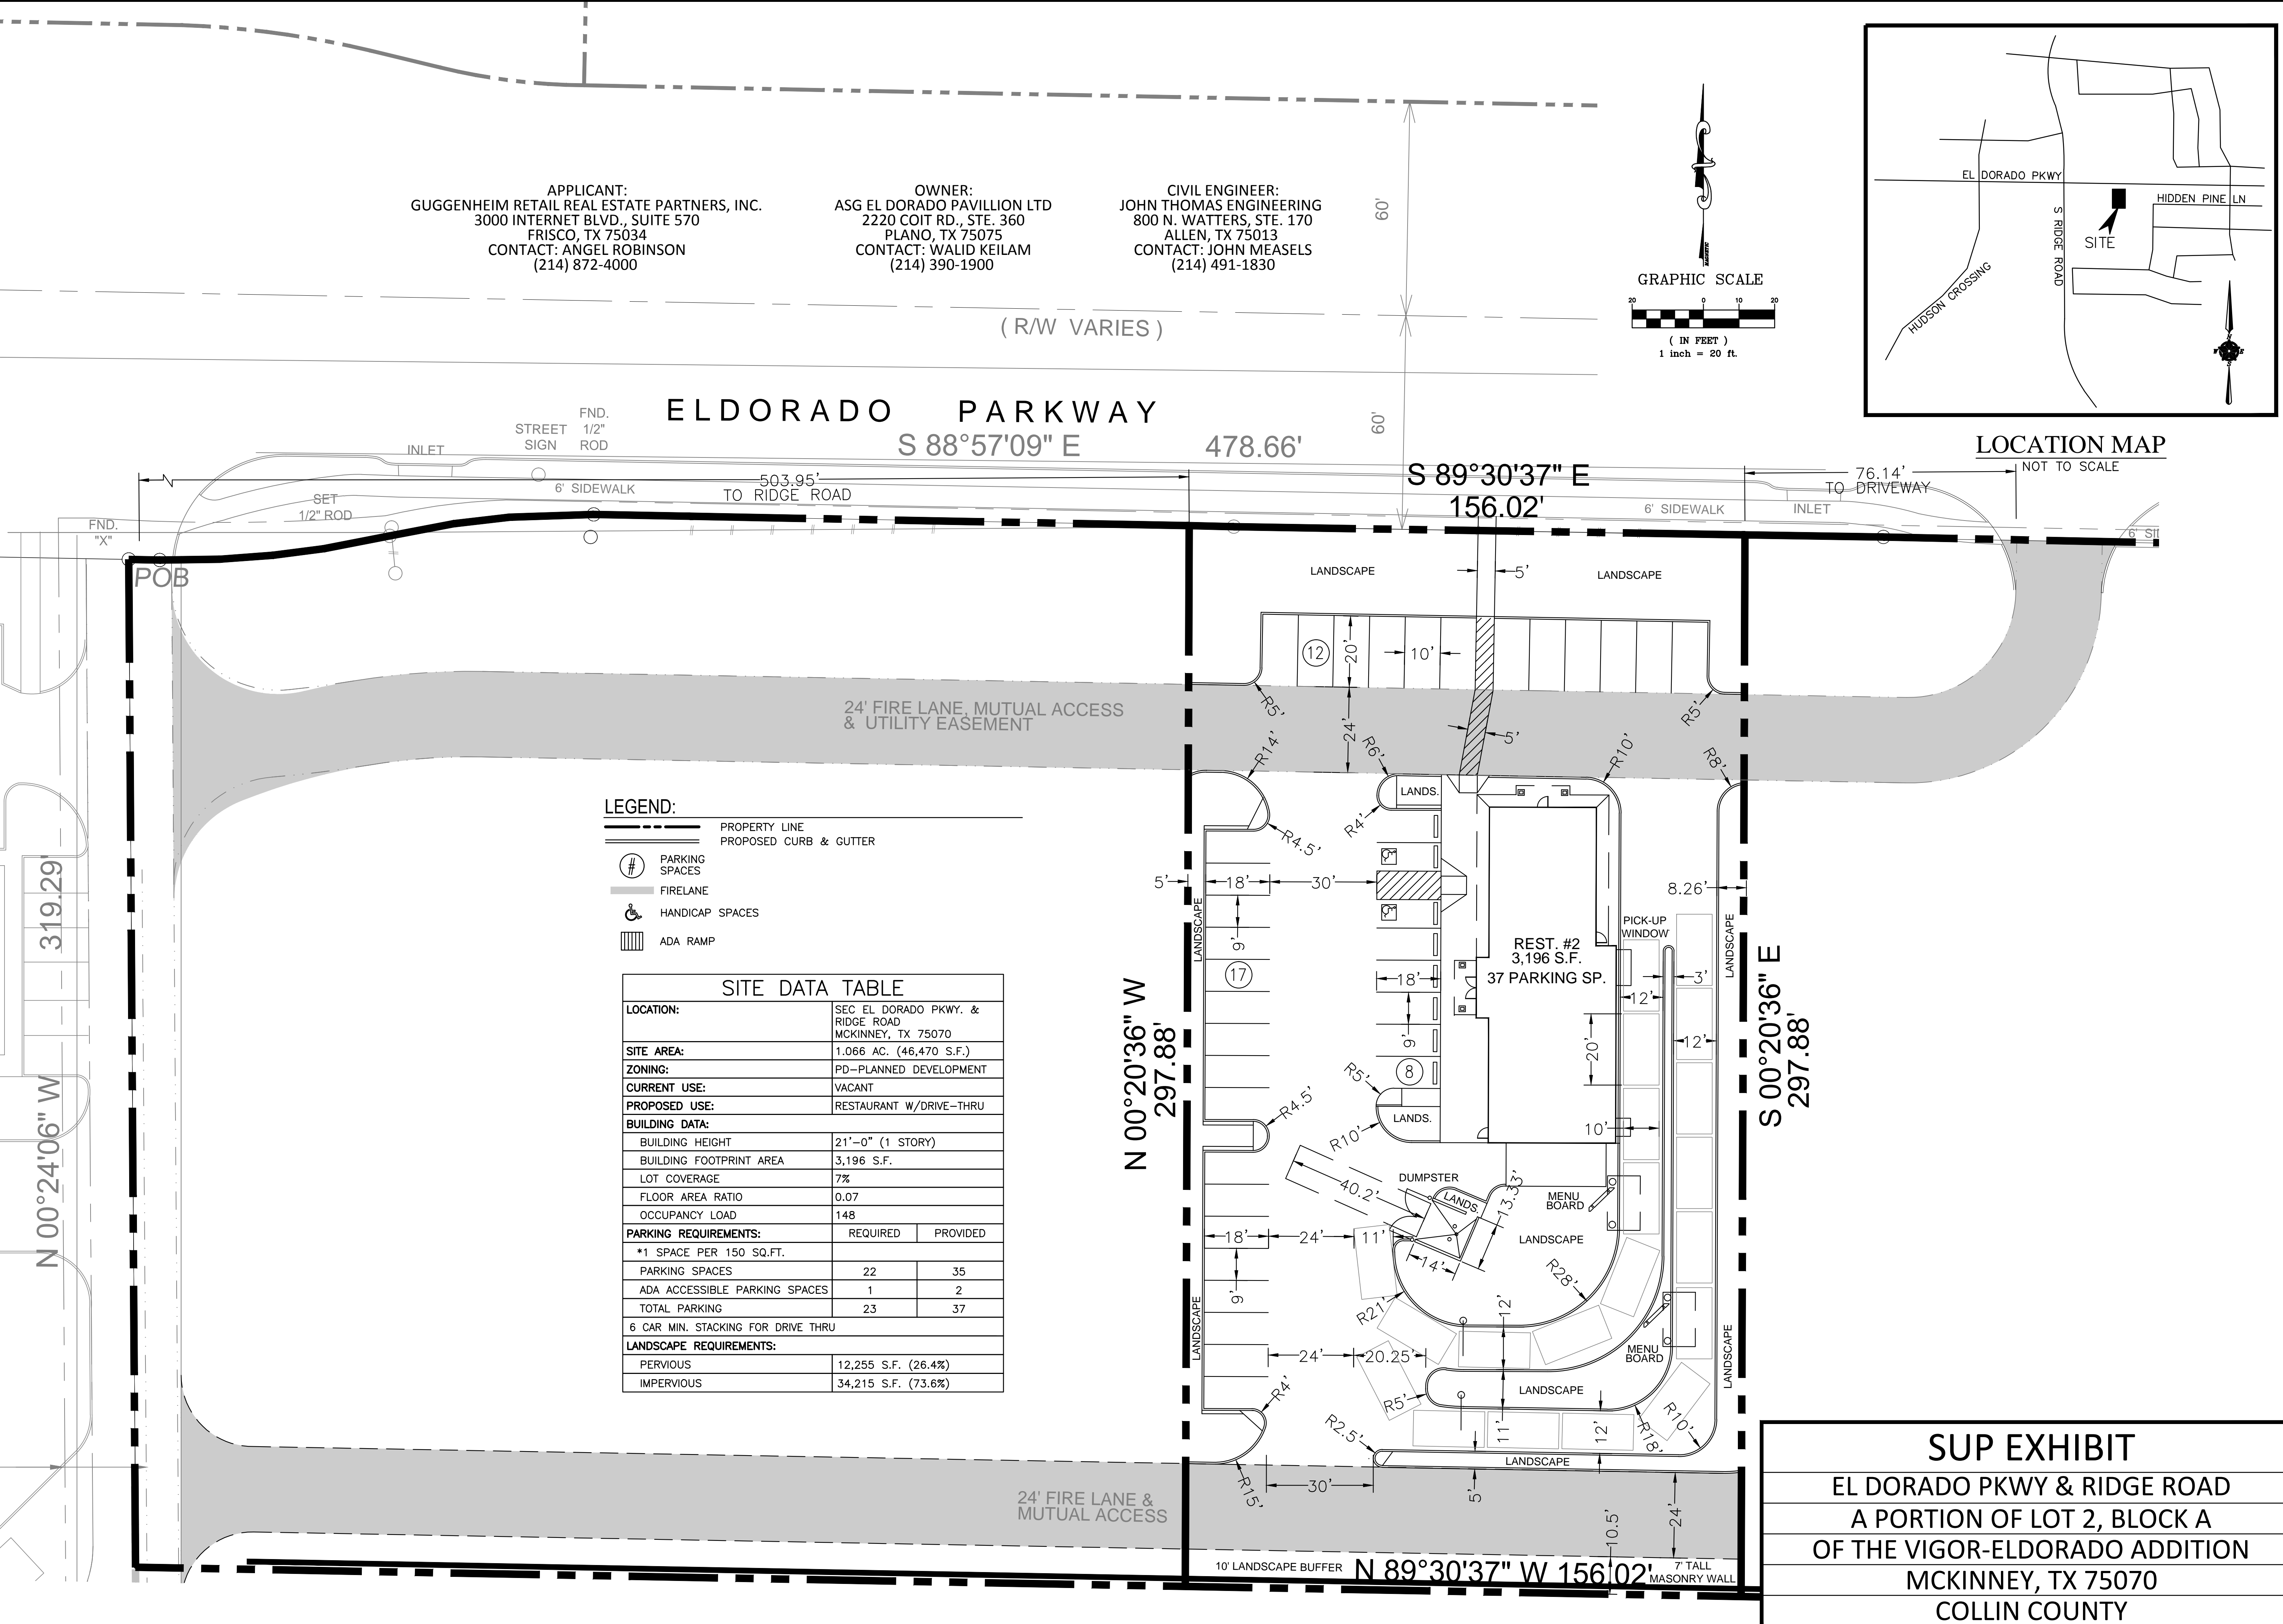 APPLICANT:
GUGGENHEIM RETAIL REAL ESTATE PARTNERS, INC.
3000 INTERNET BLVD., SUITE 570
FRISCO, TX 75034
CONTACT: ANGEL ROBINSON
(214) 872-4000
OWNER:
ASG EL DORADO PAVILLION LTD
2220 COIT RD., STE. 360
PLANO, TX 75075
CONTACT: WALID KEILAM
(214) 390-1900
CIVIL ENGINEER:
JOHN THOMAS ENGINEERING
800 N. WATTERS, STE. 170
ALLEN, TX 75013
CONTACT: JOHN MEASELS
(214) 491-1830
60'
60'
GRAPHIC SCALE
20 0 10 20
( IN FEET )
1 inch = 20 ft.
EL DORADO PKWY
HIDDEN PINE LN
S RIDGE ROAD
SITE
HUDSON CROSSING
LOCATION MAP
NOT TO SCALE
( R/W VARIES )
ELDORADO PARKWAY
S 88°57'09" E 478.66'
FND.
1/2"
ROD
STREET
SIGN
INLET
503.95'
TO RIDGE ROAD
6' SIDEWALK
SET
1/2" ROD
FND.
"X"
POB
S 89°30'37" E
156.02'
76.14'
TO DRIVEWAY
6' SIDEWALK
INLET
6' SI
LANDSCAPE
5'
LANDSCAPE
12
20'
10'
R5'
R5'
24' FIRE LANE, MUTUAL ACCESS
& UTILITY EASEMENT
24'
5'
R14'
R6'
R10'
R8'
LANDS.
R4'
R4.5'
LEGEND:
PROPERTY LINE
PROPOSED CURB & GUTTER
#
PARKING
SPACES
FIRELANE
HANDICAP SPACES
ADA RAMP
319.29'
N 00°24'06" W
SITE DATA TABLE
LOCATION: SEC EL DORADO PKWY. &
RIDGE ROAD
MCKINNEY, TX 75070
SITE AREA: 1.066 AC. (46,470 S.F.)
ZONING: PD-PLANNED DEVELOPMENT
CURRENT USE: VACANT
PROPOSED USE: RESTAURANT W/DRIVE-THRU
BUILDING DATA:
BUILDING HEIGHT 21'-0" (1 STORY)
BUILDING FOOTPRINT AREA 3,196 S.F.
LOT COVERAGE 7%
FLOOR AREA RATIO 0.07
OCCUPANCY LOAD 148
PARKING REQUIREMENTS: REQUIRED PROVIDED
*1 SPACE PER 150 SQ.FT.
PARKING SPACES 22 35
ADA ACCESSIBLE PARKING SPACES 1 2
TOTAL PARKING 23 37
6 CAR MIN. STACKING FOR DRIVE THRU
LANDSCAPE REQUIREMENTS:
PERVIOUS 12,255 S.F. (26.4%)
IMPERVIOUS 34,215 S.F. (73.6%)
N 00°20'36" W
297.88'
5'
18'
30'
LANDSCAPE
9'
17
18'
9'
8
REST. #2
3,196 S.F.
37 PARKING SP.
PICK-UP
WINDOW
8.26'
LANDSCAPE
3'
12'
12'
20'
10'
S 00°20'36" E
297.88'
R5'
R4.5'
LANDS.
R10'
40.2'
DUMPSTER
LANDS.
13.33'
MENU
BOARD
LANDSCAPE
18'
24'
11'
14'
R28'
9'
R21'
12'
LANDSCAPE
MENU
BOARD
LANDSCAPE
24'
20.25'
LANDSCAPE
R4'
R5'
R2.5'
11'
12'
R18'
R10'
LANDSCAPE
R15'
30'
5'
24'
10.5'
24' FIRE LANE &
MUTUAL ACCESS
10' LANDSCAPE BUFFER
N 89°30'37" W 156.02'
7' TALL
MASONRY WALL
SUP EXHIBIT
EL DORADO PKWY & RIDGE ROAD
A PORTION OF LOT 2, BLOCK A
OF THE VIGOR-ELDORADO ADDITION
MCKINNEY, TX 75070
COLLIN COUNTY